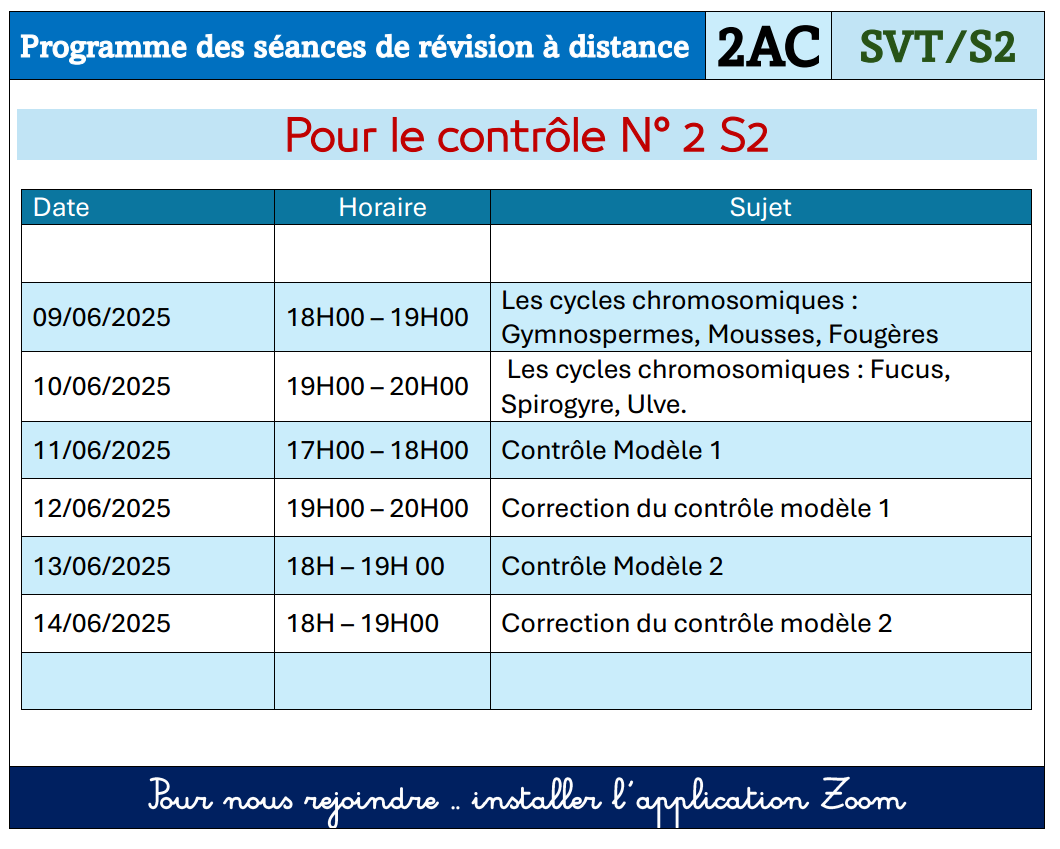 Programme des séances de révision à distance 2AC SVT/S2
Pour le contrôle N° 2 S2
Date Horaire Sujet
09/06/2025 18H00 – 19H00 Les cycles chromosomiques :
Gymnospermes, Mousses, Fougères
10/06/2025 19H00 – 20H00 Les cycles chromosomiques : Fucus,
Spirogyre, Ulve.
11/06/2025 17H00 – 18H00 Contrôle Modèle 1
12/06/2025 19H00 – 20H00 Correction du contrôle modèle 1
13/06/2025 18H – 19H 00 Contrôle Modèle 2
14/06/2025 18H – 19H00 Correction du contrôle modèle 2
Pour nous rejoindre .. installer l'application Zoom